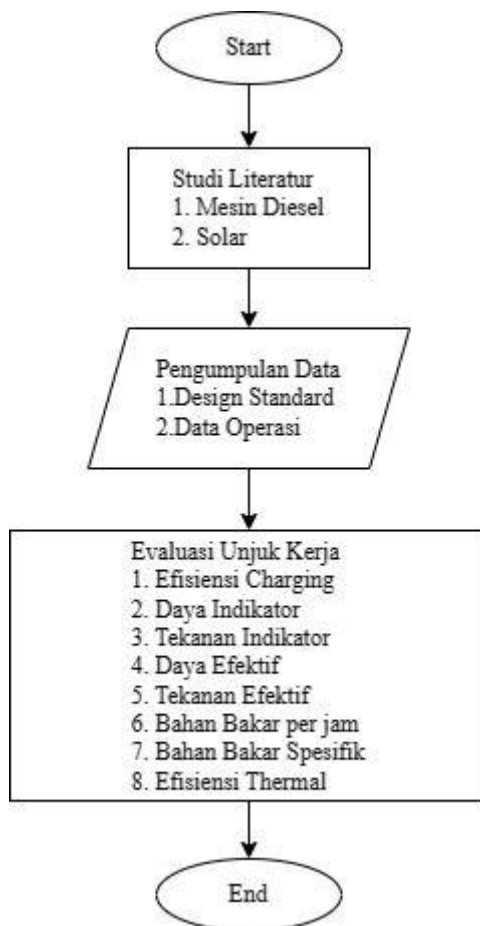 Start
Studi Literatur
1. Mesin Diesel
2. Solar
Pengumpulan Data
1.Design Standard
2.Data Operasi
Evaluasi Unjuk Kerja
1. Efisiensi Charging
2. Daya Indikator
3. Tekanan Indikator
4. Daya Efektif
5. Tekanan Efektif
6. Bahan Bakar per jam
7. Bahan Bakar Spesifik
8. Efisiensi Thermal
End